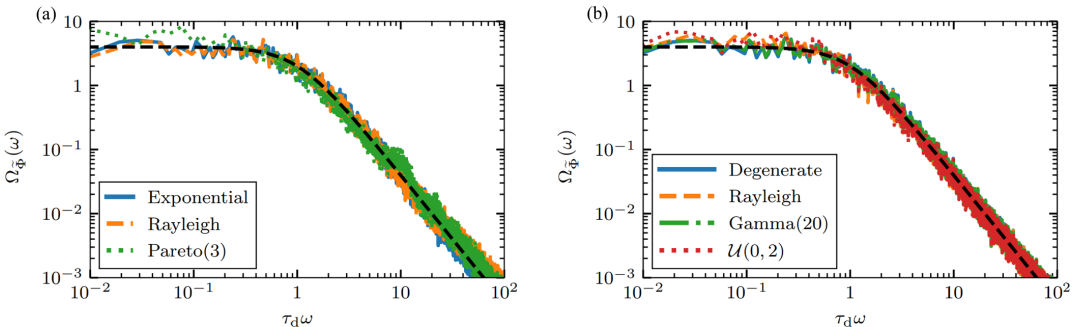 (a)
10¹
1
10⁻¹
10⁻²
10⁻³
Ω_Φ̃(ω)
Exponential
Rayleigh
Pareto(3)
10⁻² 10⁻¹ 1 10 10²
τ_d ω
(b)
10¹
1
10⁻¹
10⁻²
10⁻³
Ω_Φ̃(ω)
Degenerate
Rayleigh
Gamma(20)
𝒰(0, 2)
10⁻² 10⁻¹ 1 10 10²
τ_d ω